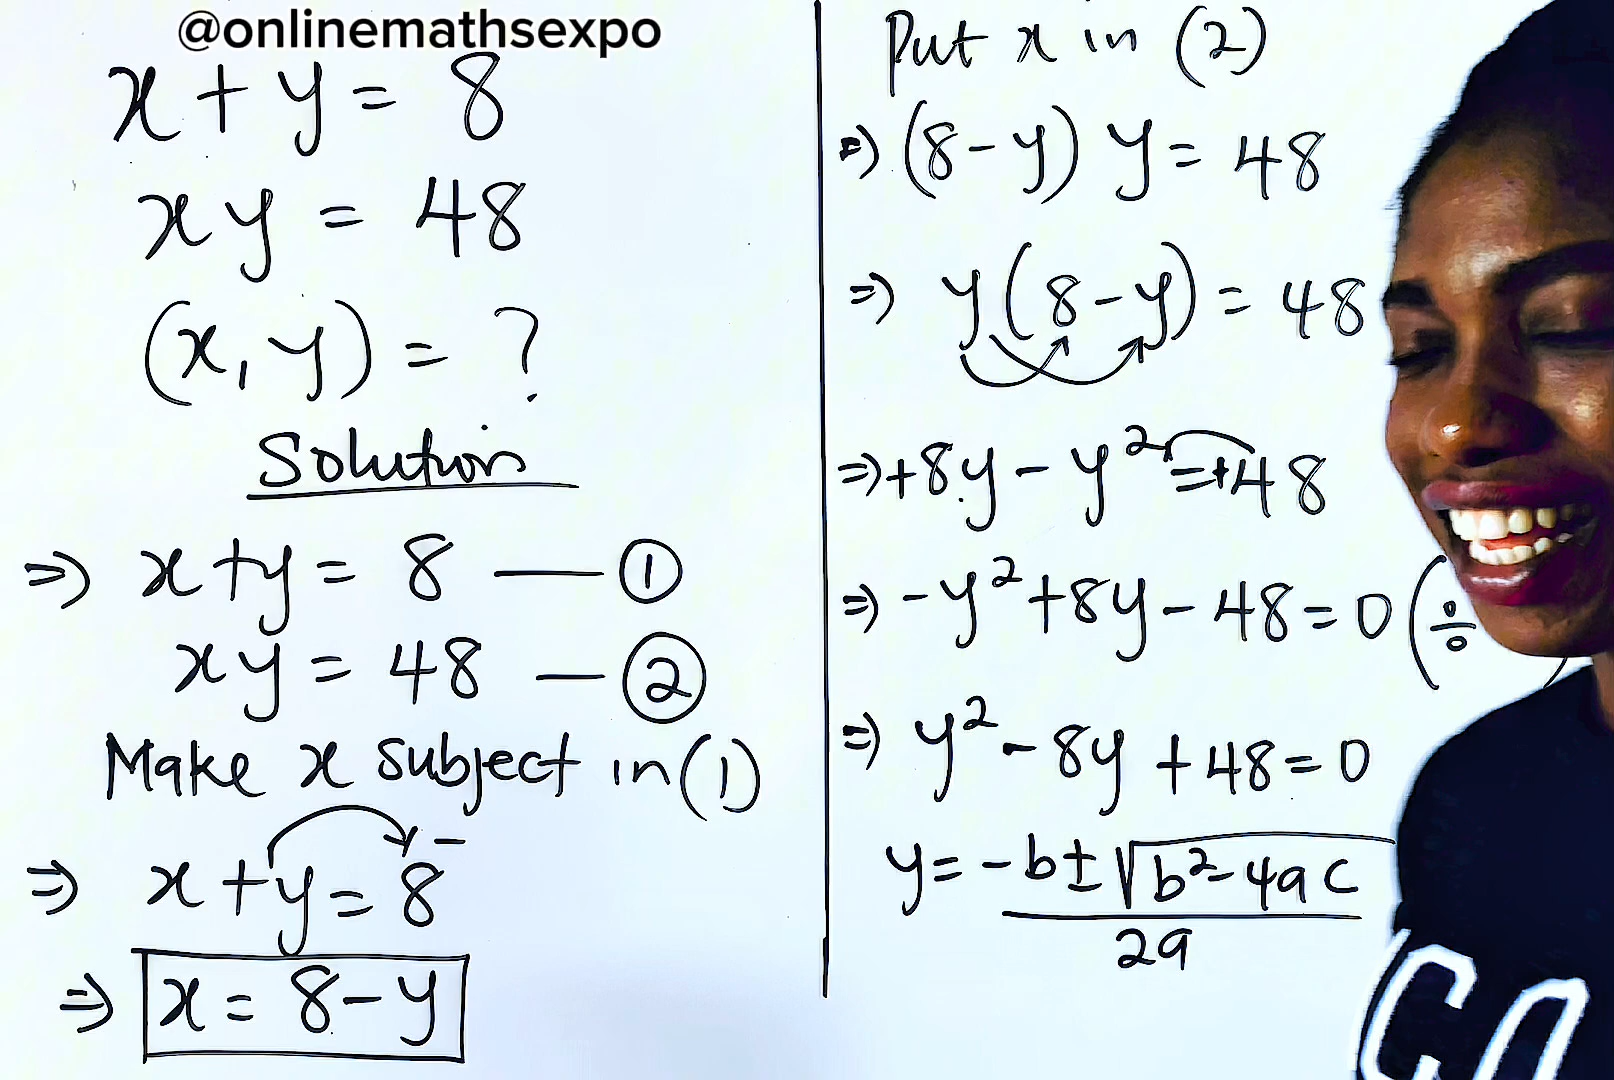 @onlinemathsexpo
x + y = 8
xy = 48
(x, y) = ?
Solution
⇒ x + y = 8 — ①
xy = 48 — ②
Make x subject in (1)
⇒ x + y = 8 −
⇒ x = 8 − y
Put x in (2)
⇒ (8 − y) y = 48
⇒ y(8 − y) = 48
⇒ +8y − y² = +48
⇒ −y² + 8y − 48 = 0 (÷
⇒ y² − 8y + 48 = 0
y = −b ± √b² − 4ac
2a